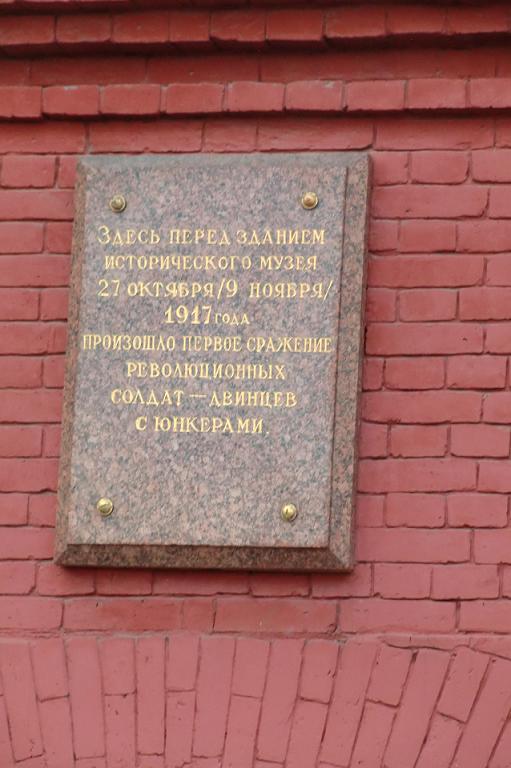 Здесь перед зданием
исторического музея
27 октября/9 ноября/
1917 года
произошло первое сражение
революционных
солдат – двинцев
с юнкерами.